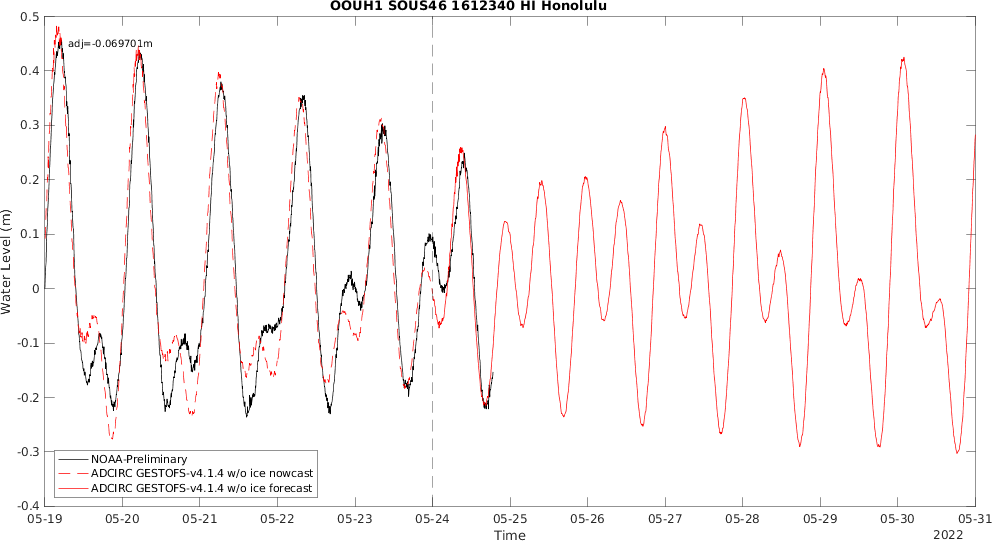 OOUH1 SOUS46 1612340 HI Honolulu
adj=-0.069701m
Water Level (m)
0.5
0.4
0.3
0.2
0.1
0
-0.1
-0.2
-0.3
-0.4
NOAA-Preliminary
ADCIRC GESTOFS-v4.1.4 w/o ice nowcast
ADCIRC GESTOFS-v4.1.4 w/o ice forecast
05-19 05-20 05-21 05-22 05-23 05-24 05-25 05-26 05-27 05-28 05-29 05-30 05-31
Time
2022